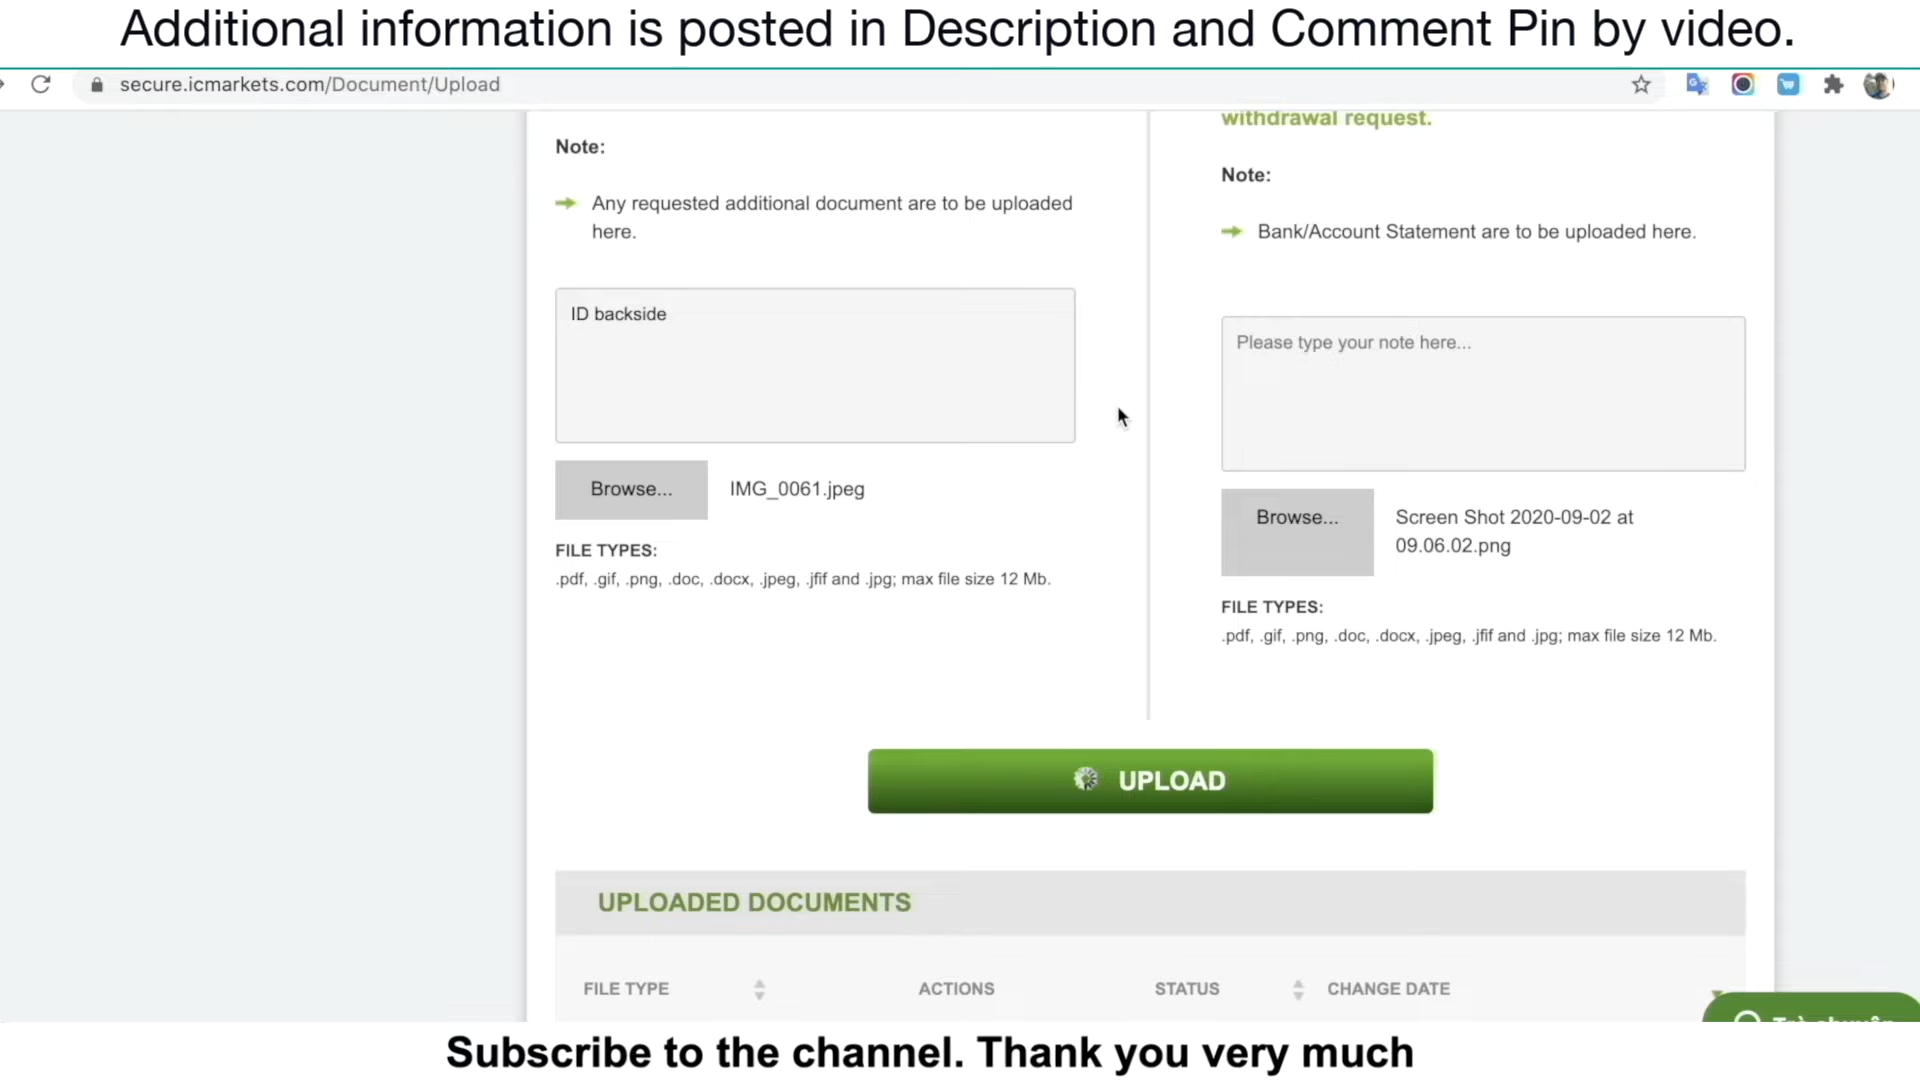 Additional information is posted in Description and Comment Pin by video.
secure.icmarkets.com/Document/Upload
withdrawal request.
Note:
Any requested additional document are to be uploaded
here.
ID backside
Browse...
IMG_0061.jpeg
FILE TYPES:
.pdf, .gif, .png, .doc, .docx, .jpeg, .jfif and .jpg; max file size 12 Mb.
Note:
Bank/Account Statement are to be uploaded here.
Please type your note here...
Browse...
Screen Shot 2020-09-02 at
09.06.02.png
FILE TYPES:
.pdf, .gif, .png, .doc, .docx, .jpeg, .jfif and .jpg; max file size 12 Mb.
UPLOAD
UPLOADED DOCUMENTS
FILE TYPE ACTIONS STATUS CHANGE DATE
Subscribe to the channel. Thank you very much